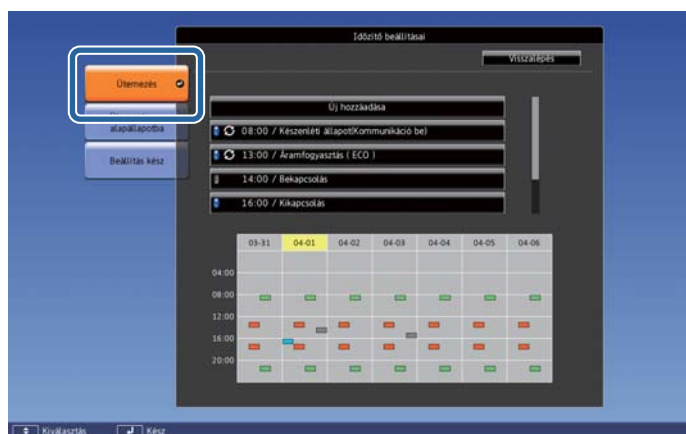 Időzítő beállításai
Visszalépés
Ütemezés
alapállapotba
Beállítás kész
Új hozzáadása
08:00 / Készenléti állapot(Kommunikáció be)
13:00 / Áramfogyasztás ( ECO )
14:00 / Bekapcsolás
16:00 / Kikapcsolás
03-31 04-01 04-02 04-03 04-04 04-05 04-06
04:00
08:00
12:00
16:00
20:00
Kiválasztás Kész